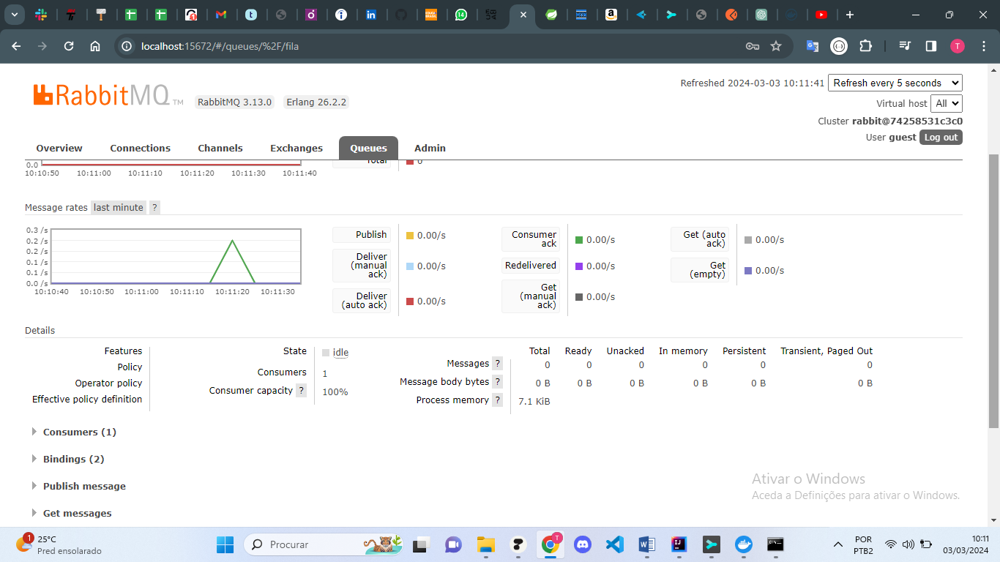 14
localhost:15672/#/queues/%2F/fila
T
RabbitMQ TM
RabbitMQ 3.13.0
Erlang 26.2.2
Refreshed 2024-03-03 10:11:41
Refresh every 5 seconds
Virtual host All
Cluster rabbit@74258531c3c0
User guest Log out
Overview Connections Channels Exchanges Queues Admin
0.0
10:10:50 10:11:00 10:11:10 10:11:20 10:11:30 10:11:40
Total 0
Message rates last minute ?
0.3 /s
0.2 /s
0.2 /s
0.1 /s
0.1 /s
0.0 /s
10:10:40 10:10:50 10:11:00 10:11:10 10:11:20 10:11:30
Publish 0.00/s
Deliver (manual ack) 0.00/s
Deliver (auto ack) 0.00/s
Consumer ack 0.00/s
Redelivered 0.00/s
Get (manual ack) 0.00/s
Get (auto ack) 0.00/s
Get (empty) 0.00/s
Details
Features
Policy
Operator policy
Effective policy definition
State idle
Consumers 1
Consumer capacity ? 100%
Total Ready Unacked In memory Persistent Transient, Paged Out
Messages ? 0 0 0 0 0 0
Message body bytes ? 0 B 0 B 0 B 0 B 0 B 0 B
Process memory ? 7.1 KiB
Consumers (1)
Bindings (2)
Publish message
Get messages
Ativar o Windows
Aceda a Definições para ativar o Windows.
1
25°C
Pred ensolarado
Procurar
T
POR
PTB2
10:11
03/03/2024